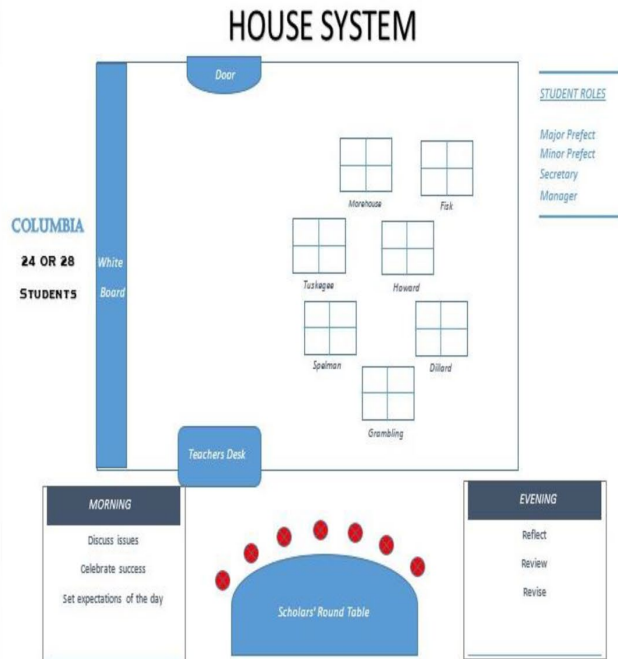 HOUSE SYSTEM
Door
STUDENT ROLES
Major Prefect
Minor Prefect
Secretary
Manager
COLUMBIA
24 OR 28
STUDENTS
White
Board
Morehouse
Fisk
Tuskegee
Howard
Spelman
Dillard
Grambling
Teachers Desk
MORNING
Discuss issues
Celebrate success
Set expectations of the day
Scholars' Round Table
EVENING
Reflect
Review
Revise